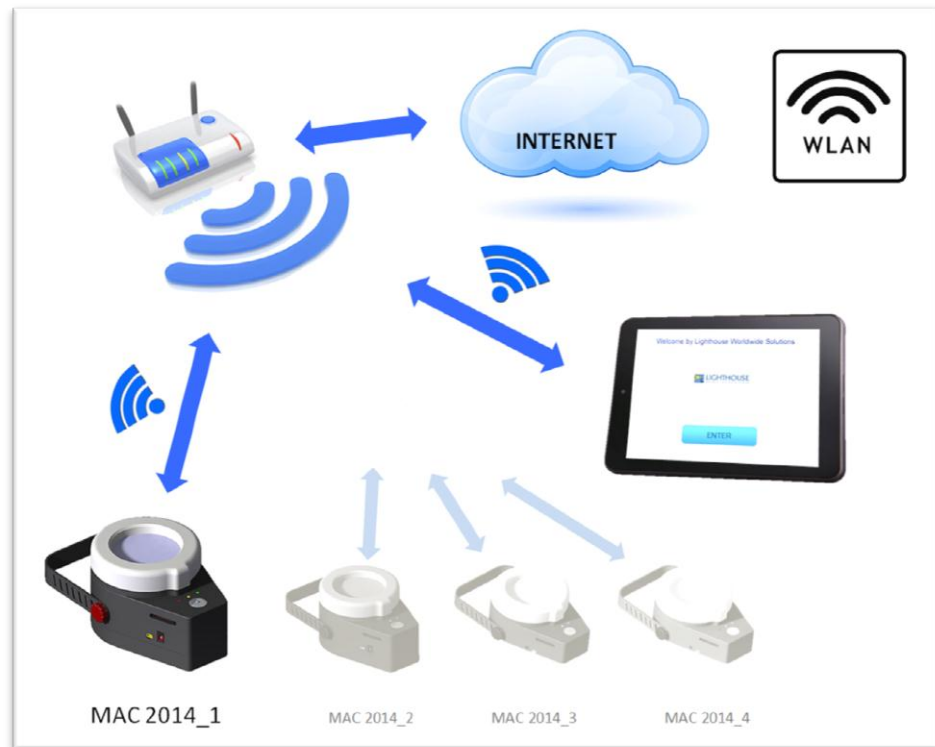 INTERNET
WLAN
Welcome by Lighthouse Worldwide Solutions
LIGHTHOUSE
ENTER
MAC 2014_1
MAC 2014_2
MAC 2014_3
MAC 2014_4